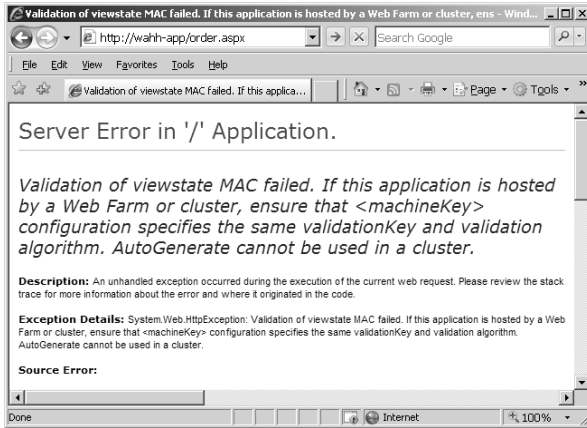 Validation of viewstate MAC failed. If this application is hosted by a Web Farm or cluster, ens - Wind...
http://wahh-app/order.aspx
Search Google
File Edit View Favorites Tools Help
Validation of viewstate MAC failed. If this applica...
Page Tools »
Server Error in '/' Application.
Validation of viewstate MAC failed. If this application is hosted
by a Web Farm or cluster, ensure that <machineKey>
configuration specifies the same validationKey and validation
algorithm. AutoGenerate cannot be used in a cluster.
Description: An unhandled exception occurred during the execution of the current web request. Please review the stack
trace for more information about the error and where it originated in the code.
Exception Details: System.Web.HttpException: Validation of viewstate MAC failed. If this application is hosted by a Web
Farm or cluster, ensure that <machineKey> configuration specifies the same validationKey and validation algorithm.
AutoGenerate cannot be used in a cluster.
Source Error:
Done Internet 100%